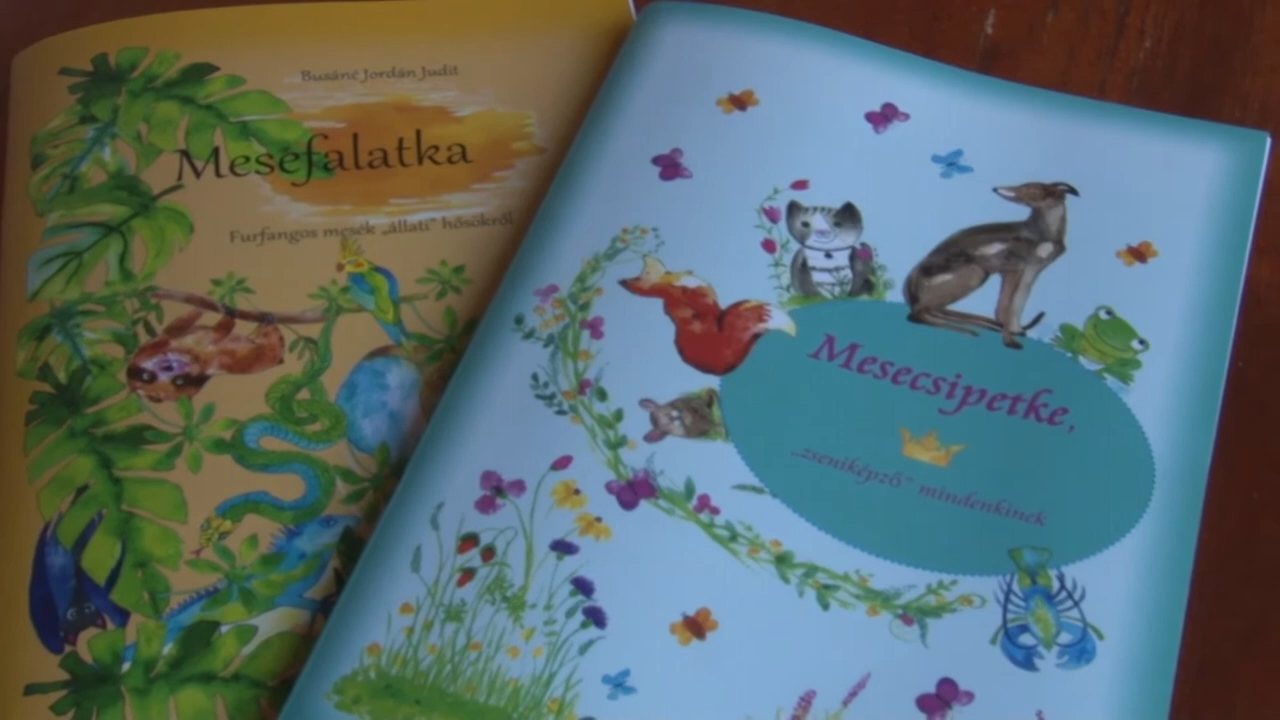 Busáné Jordán Judit
Mesefalatka
Furfangos mesék „állati" hősökről
Mesecsipetke,
„zseniképző" mindenkinek